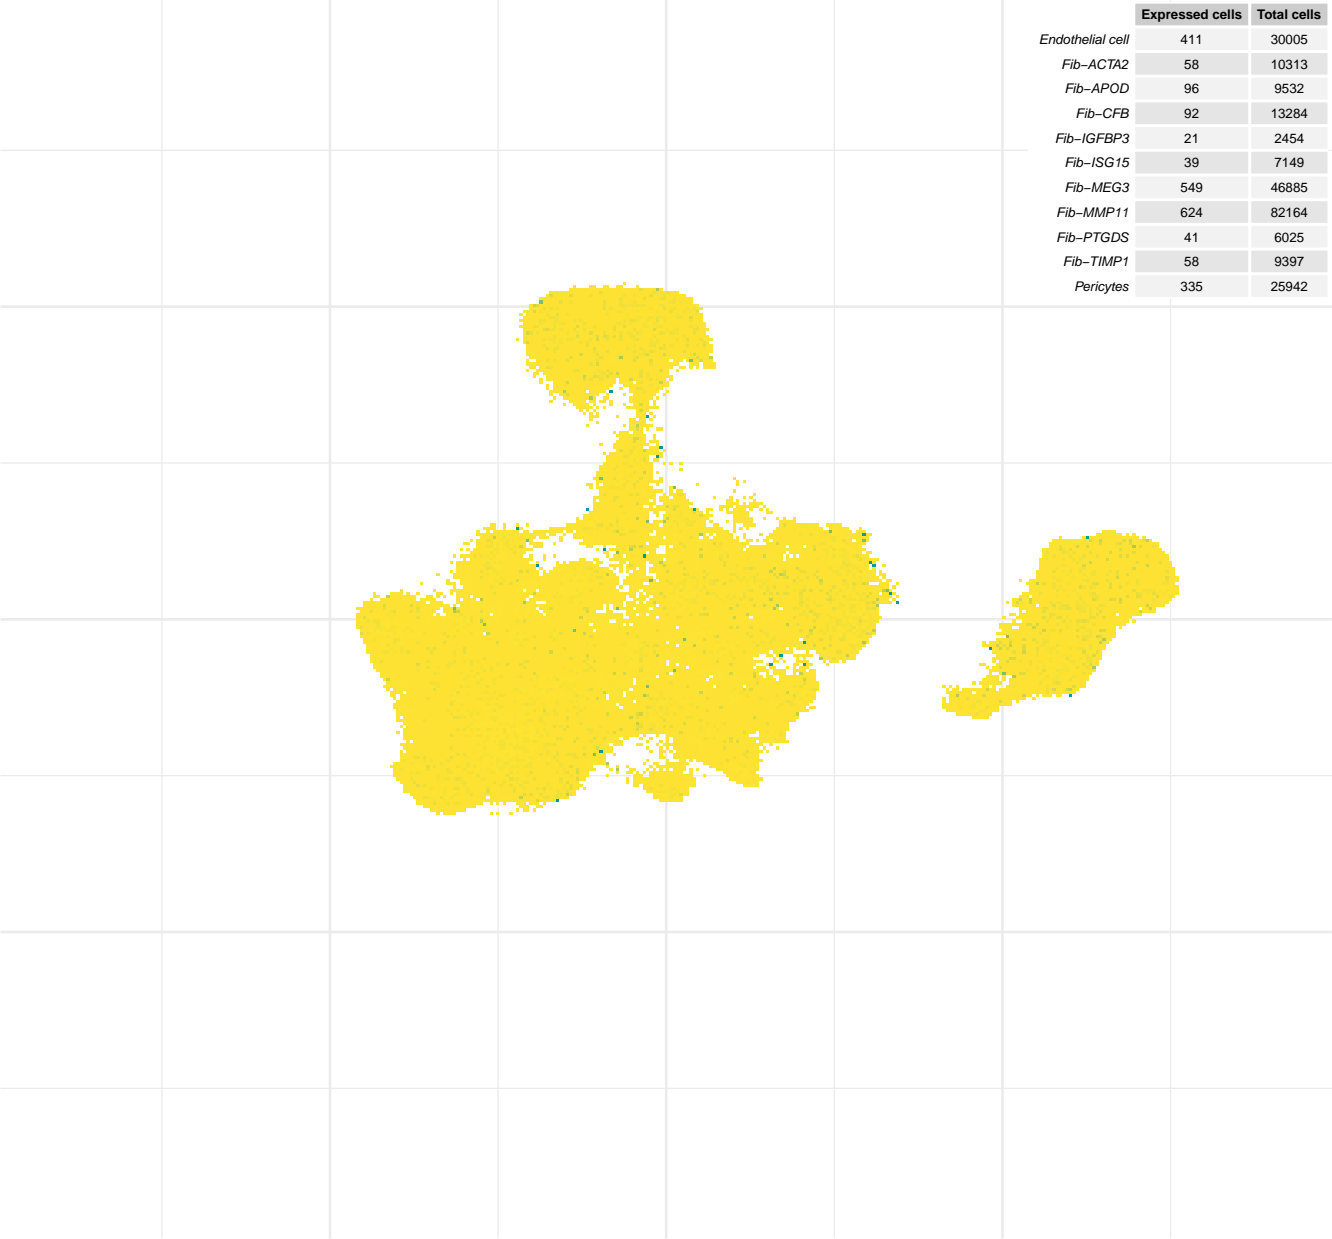 Expressed cells Total cells
Endothelial cell 411 30005
Fib−ACTA2 58 10313
Fib−APOD 96 9532
Fib−CFB 92 13284
Fib−IGFBP3 21 2454
Fib−ISG15 39 7149
Fib−MEG3 549 46885
Fib−MMP11 624 82164
Fib−PTGDS 41 6025
Fib−TIMP1 58 9397
Pericytes 335 25942